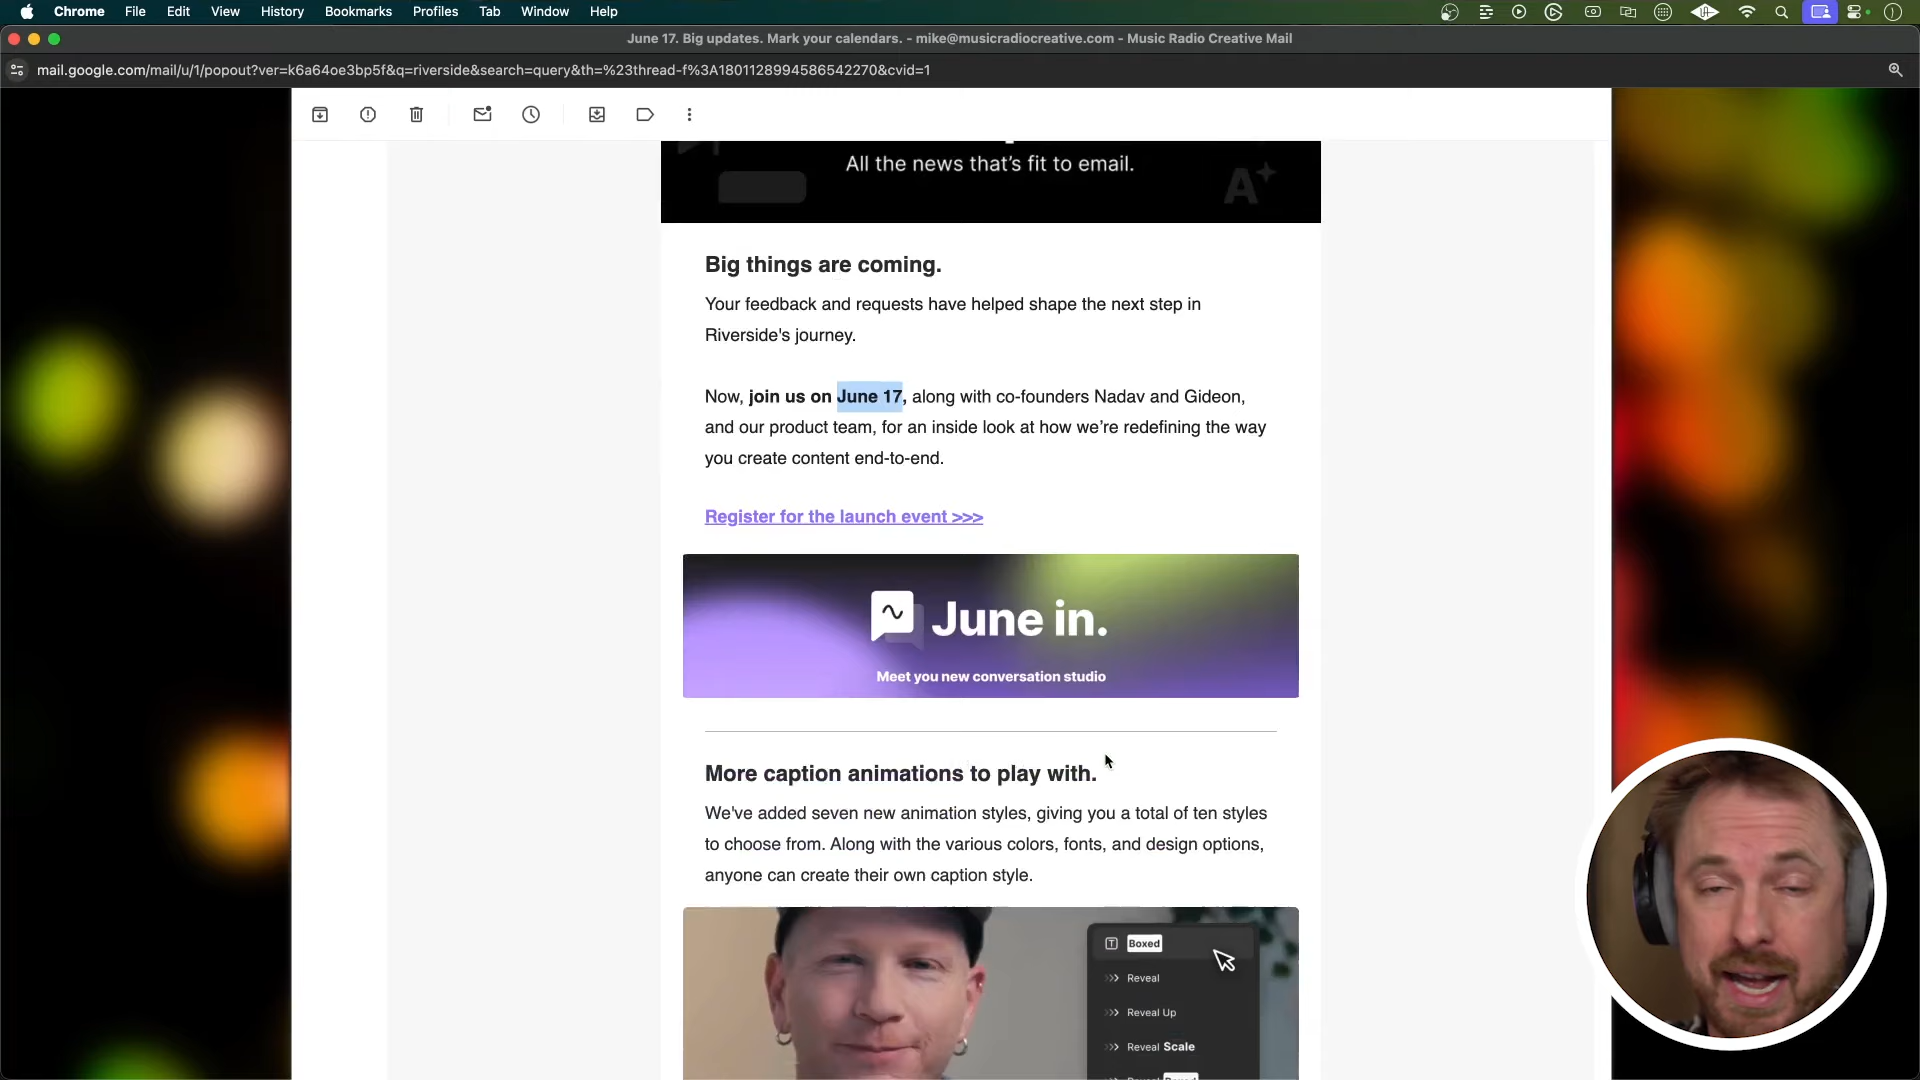 Chrome File Edit View History Bookmarks Profiles Tab Window Help
June 17. Big updates. Mark your calendars. - mike@musicradiocreative.com - Music Radio Creative Mail
mail.google.com/mail/u/1/popout?ver=k6a64oe3bp5f&q=riverside&search=query&th=%23thread-f%3A1801128994586542270&cvid=1
All the news that's fit to email.
A+
Big things are coming.
Your feedback and requests have helped shape the next step in
Riverside's journey.
Now, join us on June 17, along with co-founders Nadav and Gideon,
and our product team, for an inside look at how we're redefining the way
you create content end-to-end.
Register for the launch event >>>
June in.
Meet you new conversation studio
More caption animations to play with.
We've added seven new animation styles, giving you a total of ten styles
to choose from. Along with the various colors, fonts, and design options,
anyone can create their own caption style.
T Boxed
>>> Reveal
>>> Reveal Up
>>> Reveal Scale